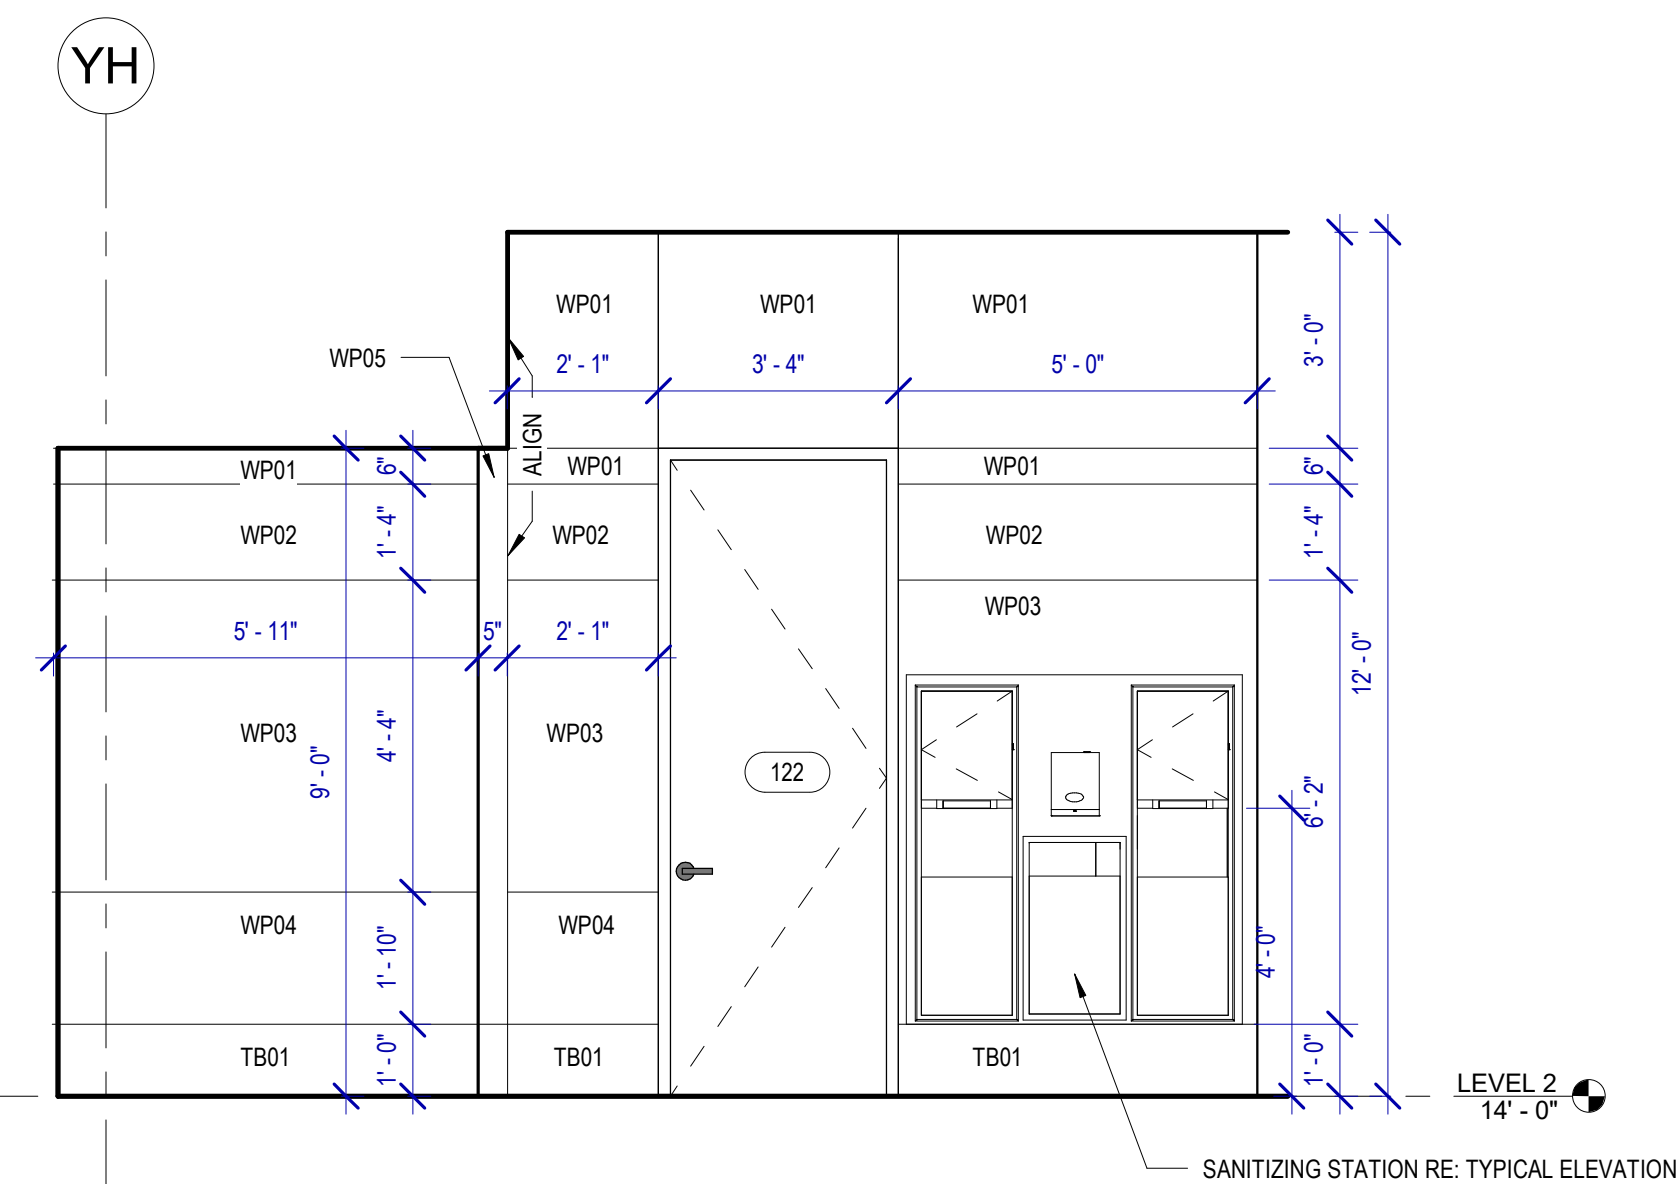 YH
WP01
WP01
WP01
WP05
2' - 1"
3' - 4"
5' - 0"
3' - 0"
ALIGN
WP01
6"
WP01
WP01
6"
WP02
1' - 4"
WP02
WP02
1' - 4"
WP03
5' - 11"
5"
2' - 1"
12' - 0"
WP03
4' - 4"
9' - 0"
WP03
122
6' - 2"
WP04
1' - 10"
WP04
4' - 0"
TB01
1' - 0"
TB01
TB01
1' - 0"
LEVEL 2
14' - 0"
SANITIZING STATION RE: TYPICAL ELEVATION